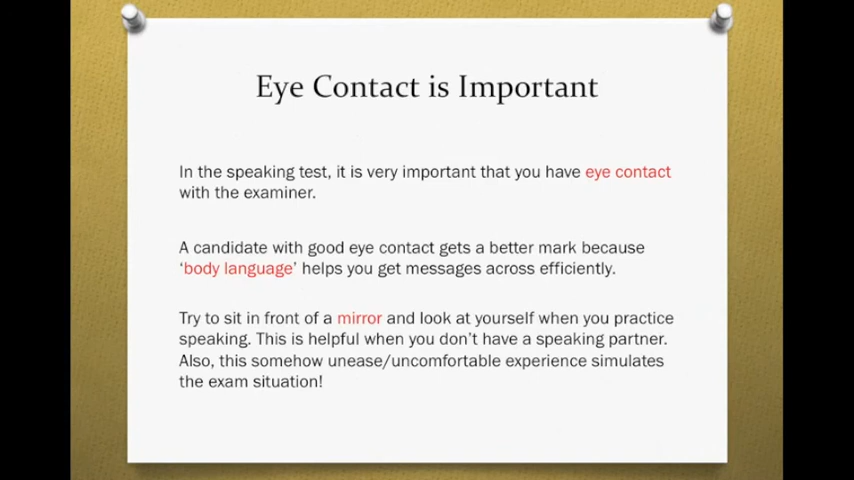 Eye Contact is Important
In the speaking test, it is very important that you have eye contact
with the examiner.
A candidate with good eye contact gets a better mark because
‘body language’ helps you get messages across efficiently.
Try to sit in front of a mirror and look at yourself when you practice
speaking. This is helpful when you don’t have a speaking partner.
Also, this somehow unease/uncomfortable experience simulates
the exam situation!